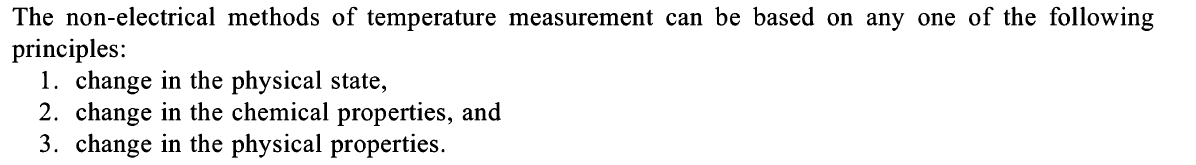 The non-electrical methods of temperature measurement can be based on any one of the following
principles:
1. change in the physical state,
2. change in the chemical properties, and
3. change in the physical properties.